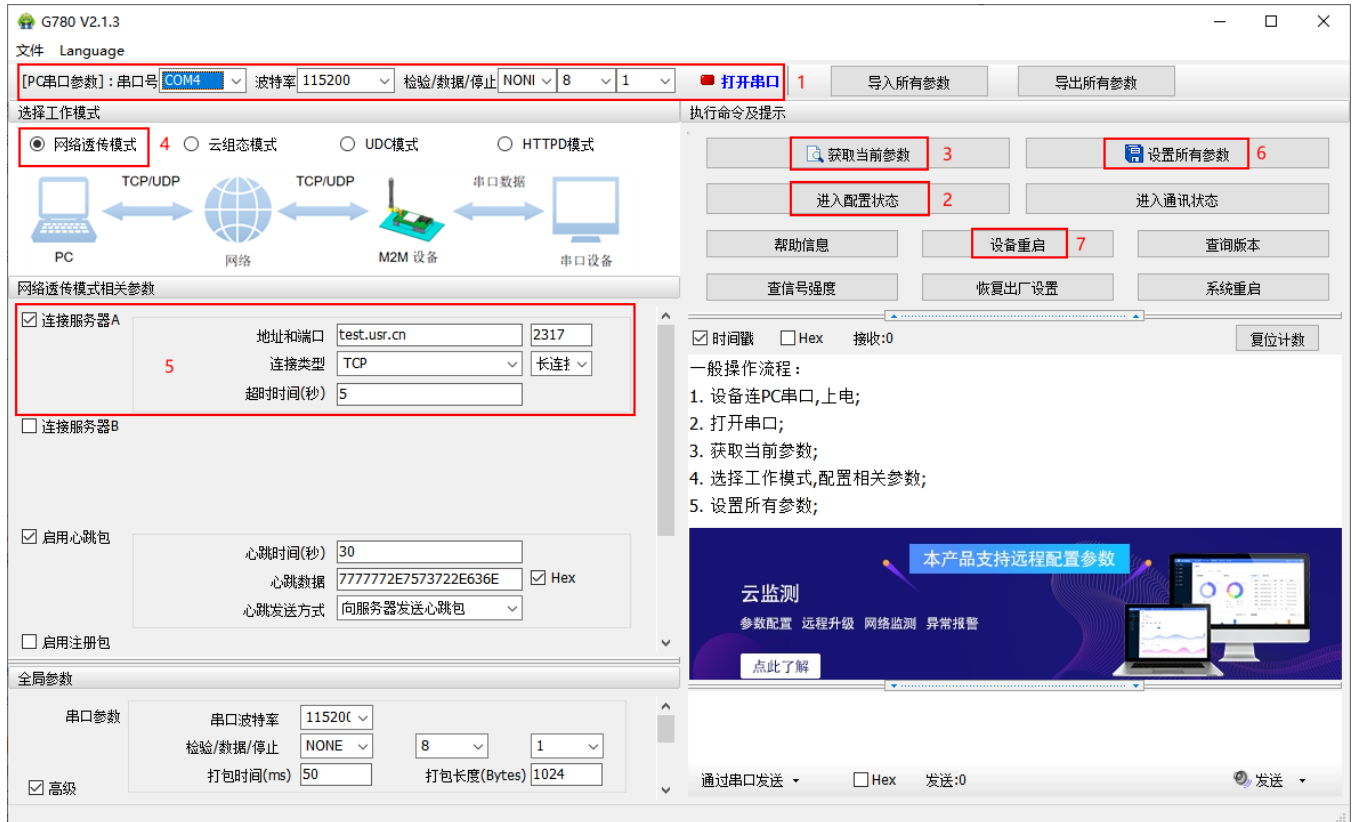 G780 V2.1.3
文件 Language
[PC串口参数]：串口号 COM4 波特率 115200 检验/数据/停止 NONI 8 1 打开串口 1 导入所有参数 导出所有参数
选择工作模式
网络透传模式 4 云组态模式 UDC模式 HTTPD模式
TCP/UDP TCP/UDP 串口数据
PC 网络 M2M 设备 串口设备
网络透传模式相关参数
连接服务器A
地址和端口 test.usr.cn 2317
5 连接类型 TCP 长连接
超时时间(秒) 5
连接服务器B
启用心跳包
心跳时间(秒) 30
心跳数据 7777772E7573722E636E Hex
心跳发送方式 向服务器发送心跳包
启用注册包
全局参数
串口参数 串口波特率 115200
检验/数据/停止 NONE 8 1
打包时间(ms) 50 打包长度(Bytes) 1024
高级
执行命令及提示
获取当前参数 3 设置所有参数 6
进入配置状态 2 进入通讯状态
帮助信息 设备重启 7 查询版本
查信号强度 恢复出厂设置 系统重启
时间戳 Hex 接收:0 复位计数
一般操作流程：
1. 设备连PC串口,上电;
2. 打开串口;
3. 获取当前参数;
4. 选择工作模式,配置相关参数;
5. 设置所有参数;
本产品支持远程配置参数
云监测
参数配置 远程升级 网络监测 异常报警
点此了解
通过串口发送 Hex 发送:0 发送